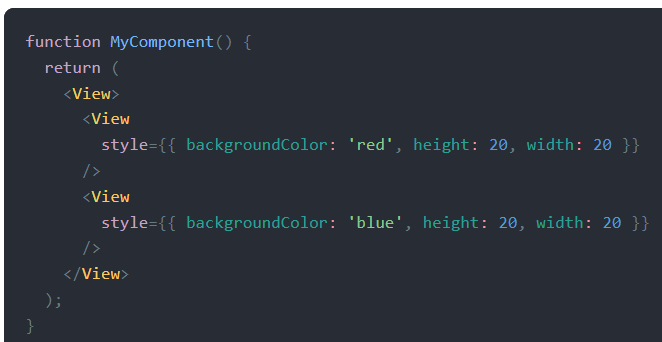 function MyComponent() {
  return (
    <View>
      <View
        style={{ backgroundColor: 'red', height: 20, width: 20 }}
      />
      <View
        style={{ backgroundColor: 'blue', height: 20, width: 20 }}
      />
    </View>
  );
}